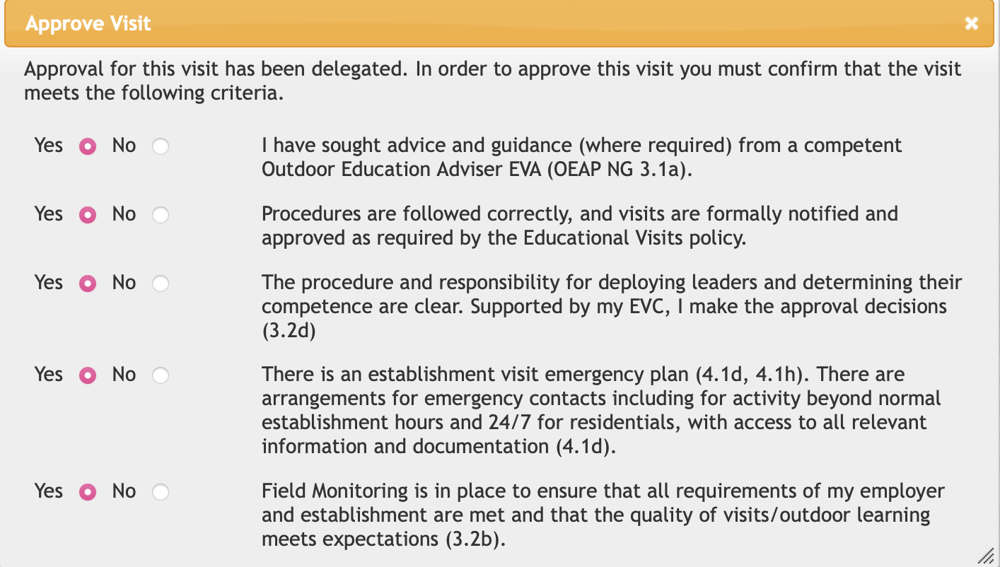 Approve Visit
Approval for this visit has been delegated. In order to approve this visit you must confirm that the visit
meets the following criteria.
Yes No I have sought advice and guidance (where required) from a competent
Outdoor Education Adviser EVA (OEAP NG 3.1a).
Yes No Procedures are followed correctly, and visits are formally notified and
approved as required by the Educational Visits policy.
Yes No The procedure and responsibility for deploying leaders and determining their
competence are clear. Supported by my EVC, I make the approval decisions
(3.2d)
Yes No There is an establishment visit emergency plan (4.1d, 4.1h). There are
arrangements for emergency contacts including for activity beyond normal
establishment hours and 24/7 for residentials, with access to all relevant
information and documentation (4.1d).
Yes No Field Monitoring is in place to ensure that all requirements of my employer
and establishment are met and that the quality of visits/outdoor learning
meets expectations (3.2b).